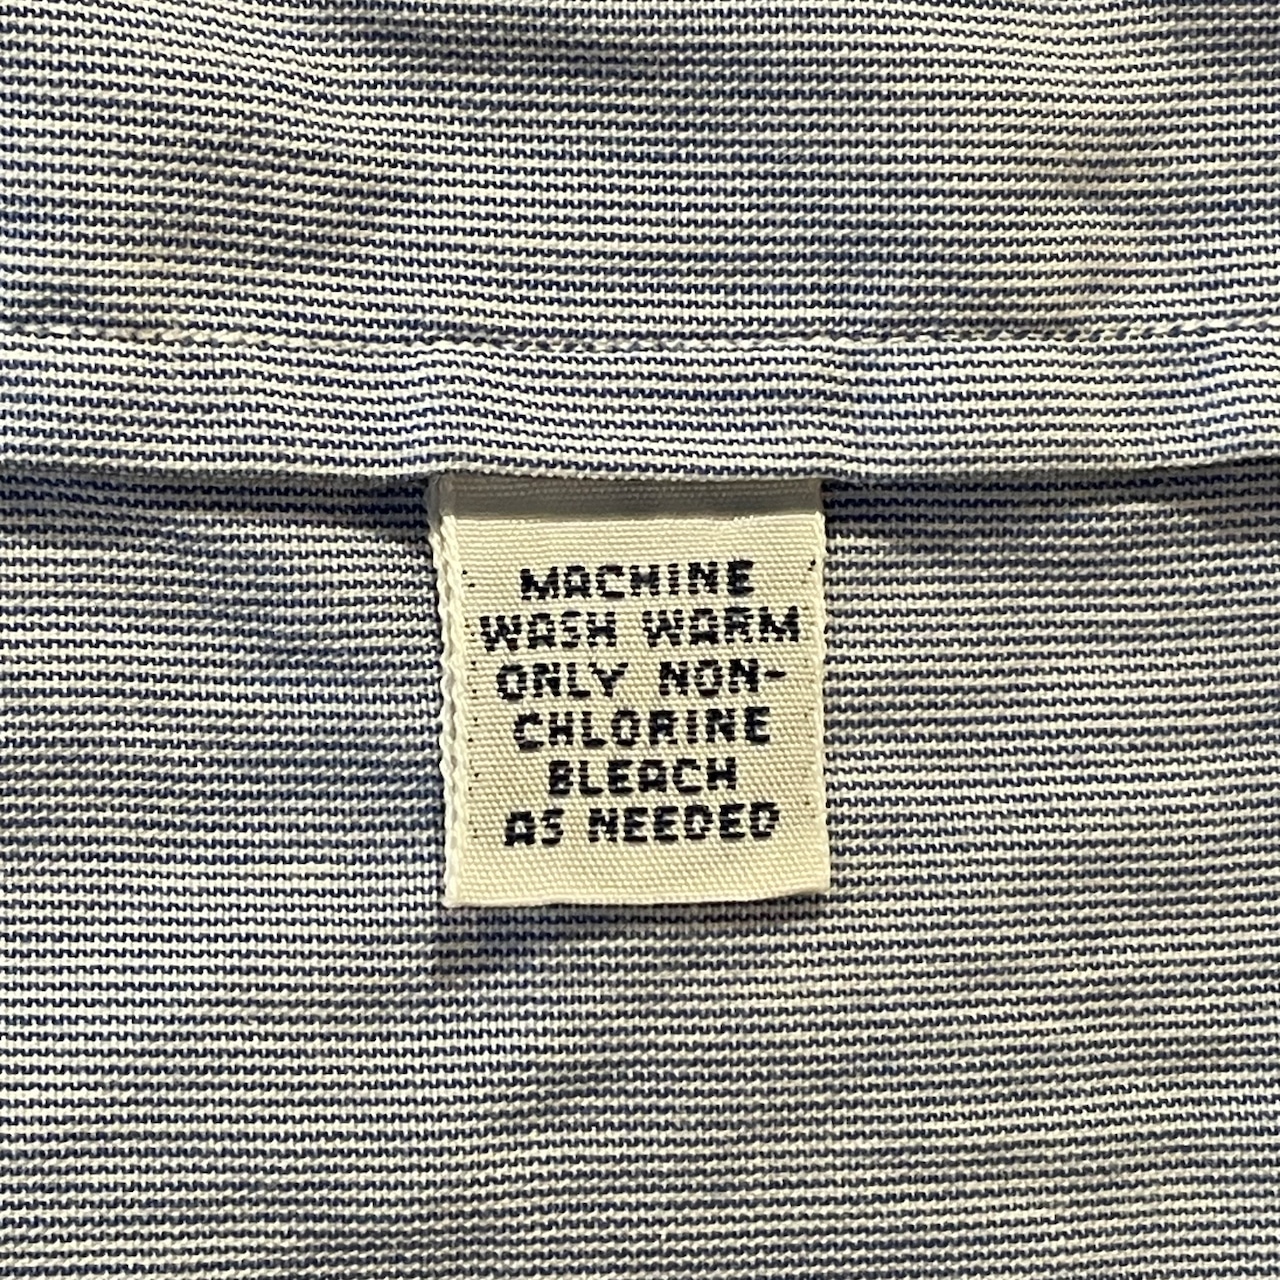 MACHINE
WASH WARM
ONLY NON-
CHLORINE
BLEACH
AS NEEDED